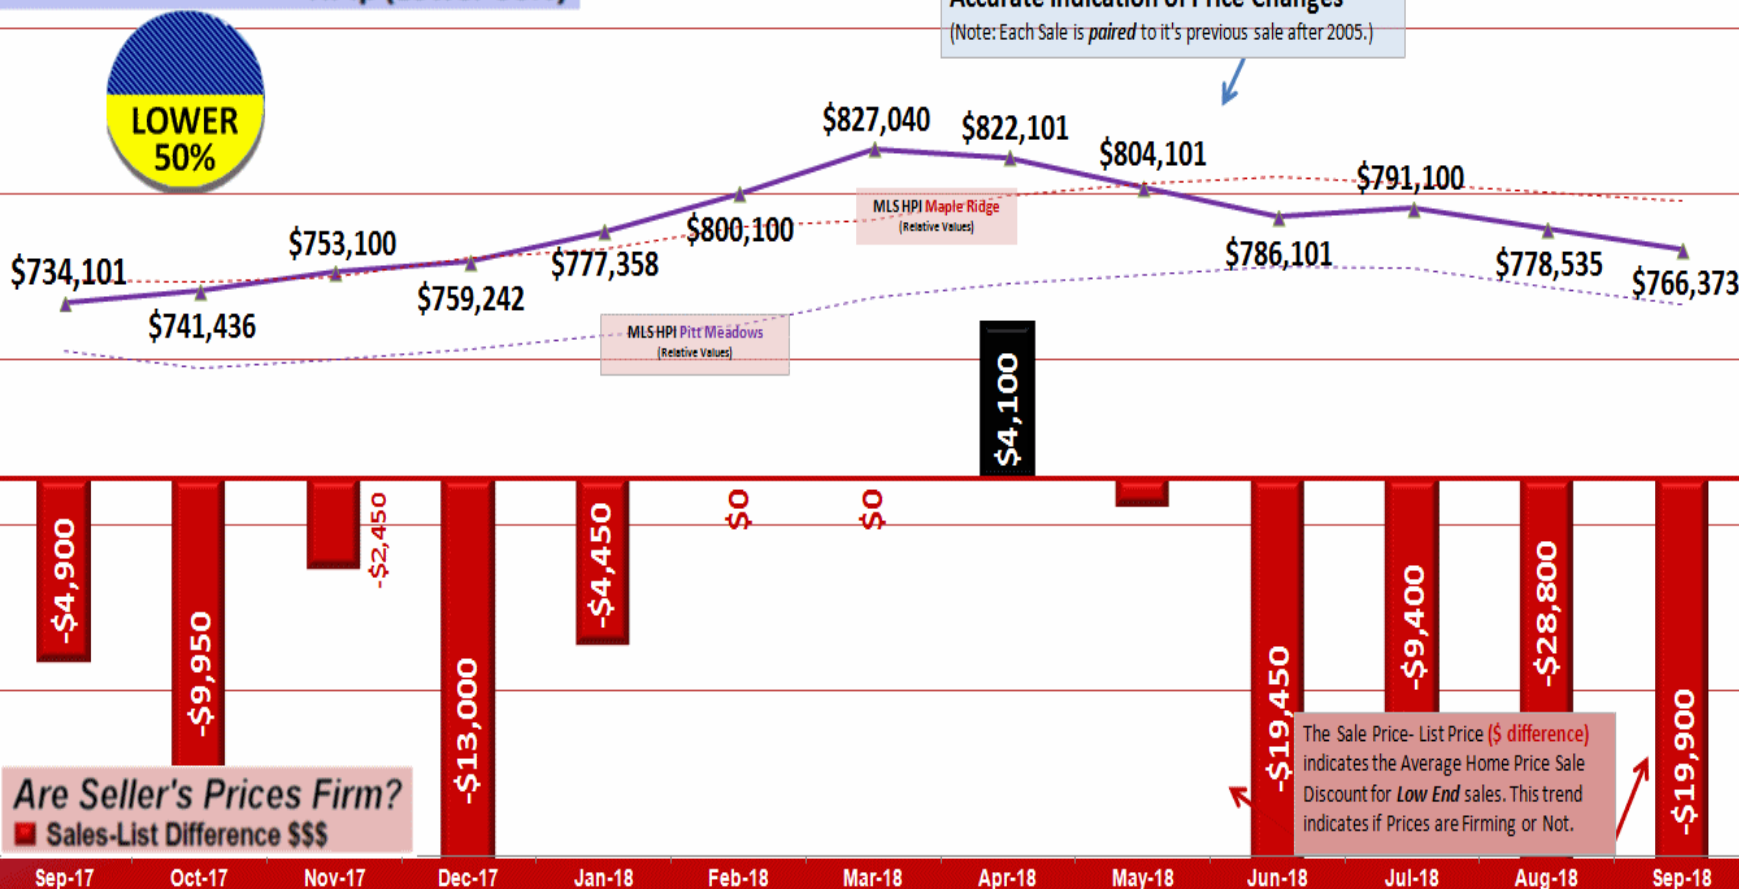 Accurate Indication of Price Changes
(Note: Each Sale is paired to it's previous sale after 2005.)
LOWER
50%
$827,040
$822,101
$804,101
$791,100
MLS HPI Maple Ridge
(Relative Values)
$753,100
$800,100
$734,101
$777,358
$786,101
$778,535
$766,373
$759,242
$741,436
MLS HPI Pitt Meadows
(Relative Values)
$4,100
-$4,900
-$9,950
-$2,450
-$13,000
-$4,450
$0
$0
-$19,450
-$9,400
-$28,800
-$19,900
The Sale Price- List Price ($ difference)
indicates the Average Home Price Sale
Discount for Low End sales. This trend
indicates if Prices are Firming or Not.
Are Seller's Prices Firm?
Sales-List Difference $$$
Sep-17 Oct-17 Nov-17 Dec-17 Jan-18 Feb-18 Mar-18 Apr-18 May-18 Jun-18 Jul-18 Aug-18 Sep-18